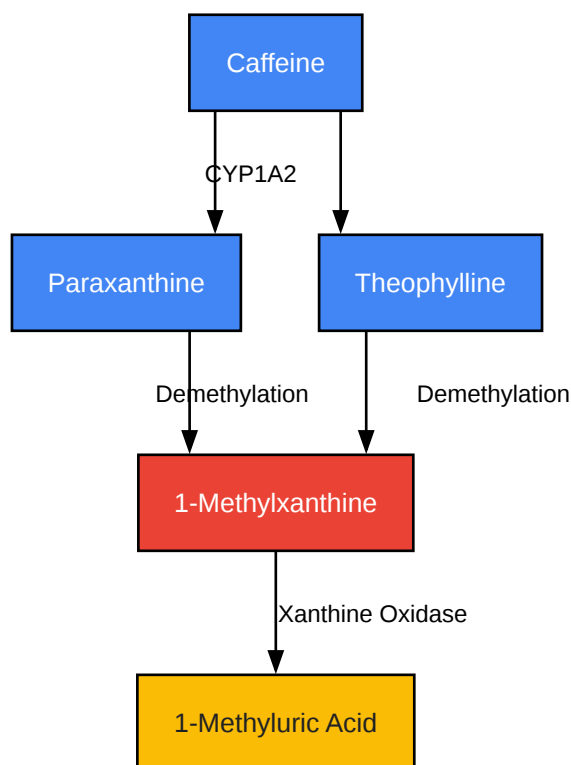 Caffeine
CYP1A2
Paraxanthine
Theophylline
Demethylation
Demethylation
1-Methylxanthine
Xanthine Oxidase
1-Methyluric Acid